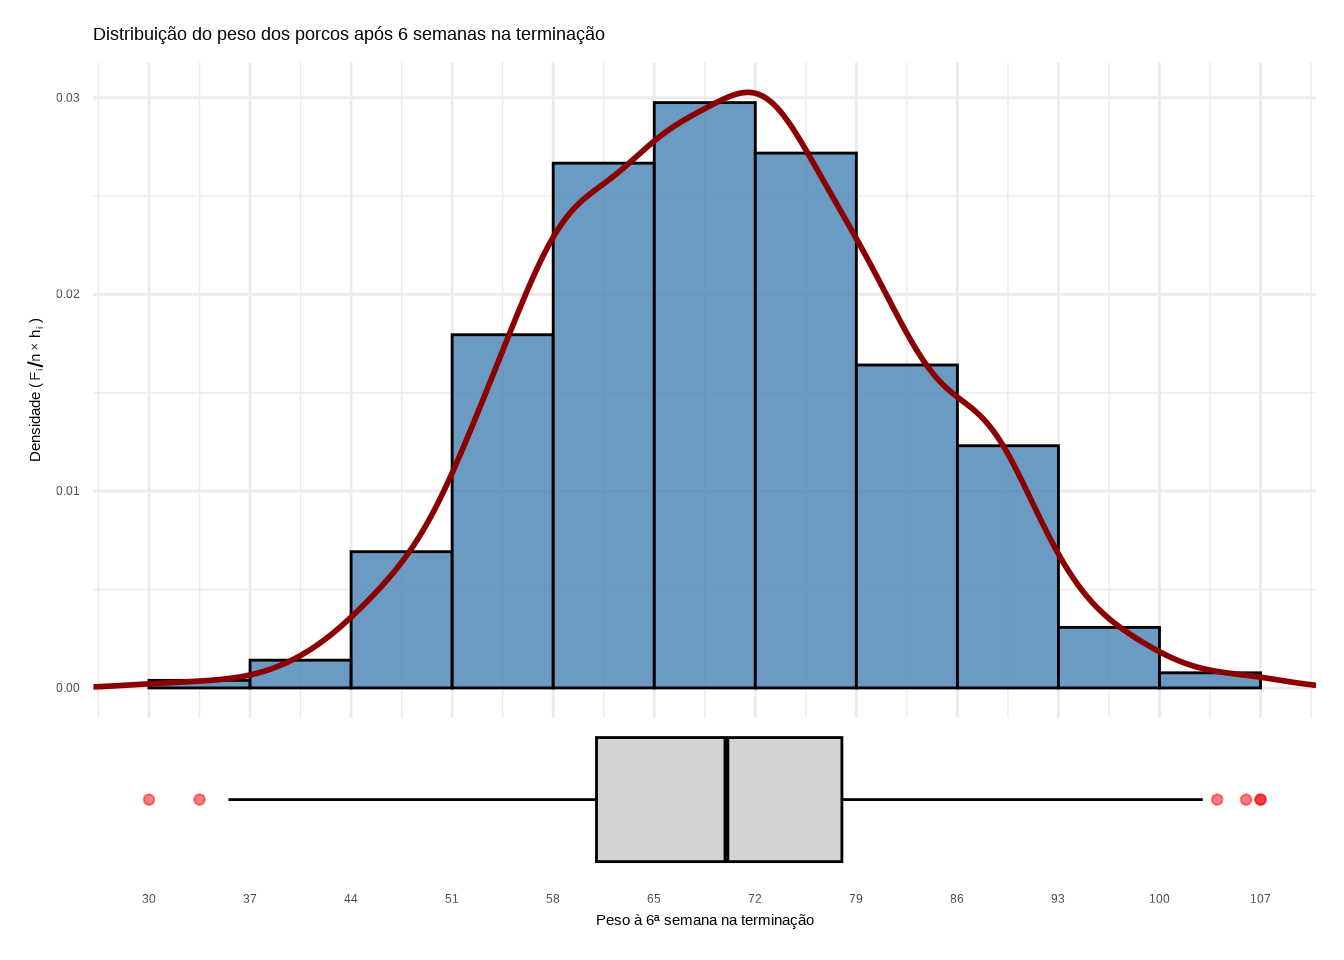 Distribuição do peso dos porcos após 6 semanas na terminação
0.03
0.02
0.01
0.00
Densidade ( Fi/n × hi )
30 37 44 51 58 65 72 79 86 93 100 107
Peso à 6ª semana na terminação